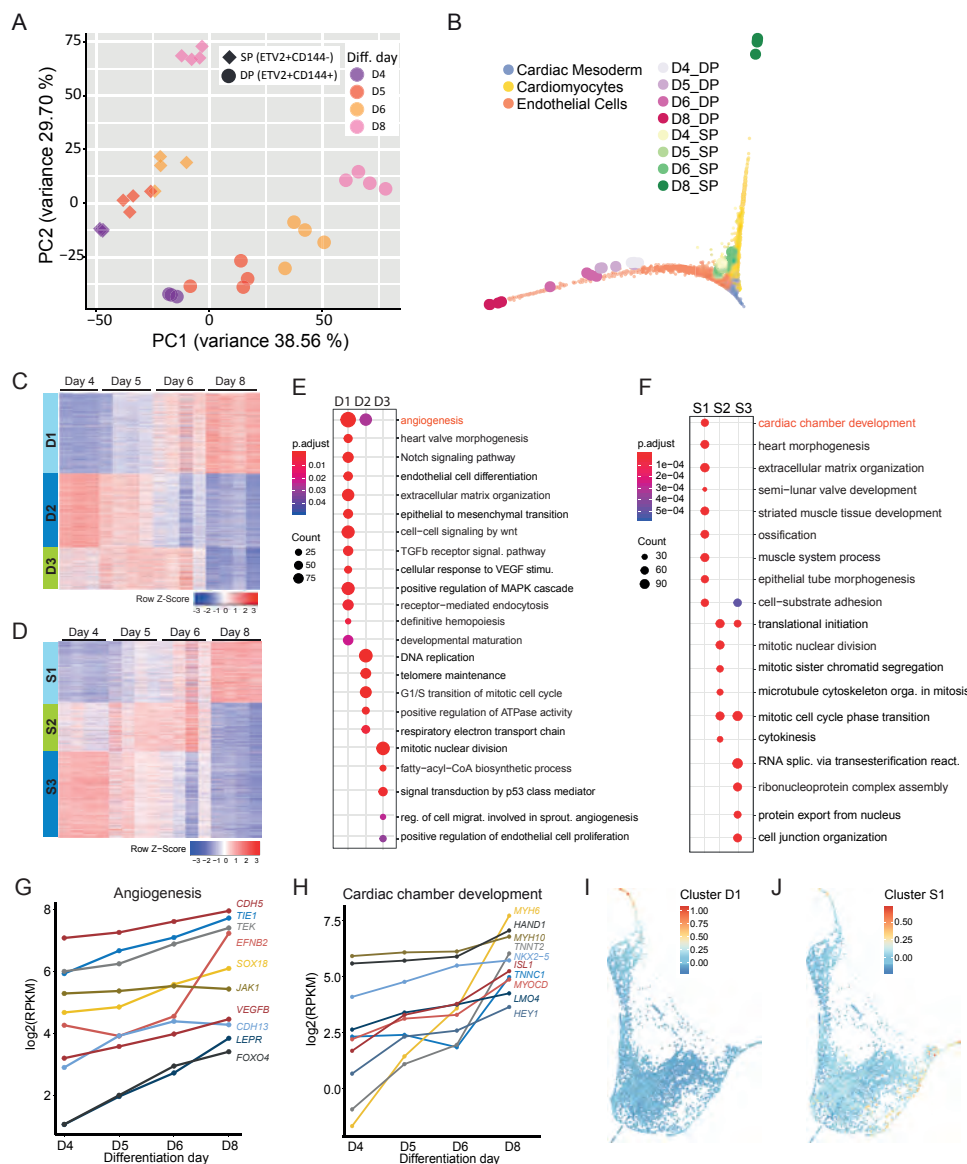 A
75
50
25
0
−25
−50
0
50
PC2 (variance 29.70 %)
PC1 (variance 38.56 %)
SP (ETV2+CD144-)
DP (ETV2+CD144+)
Diff. day
D4
D5
D6
D8
B
Cardiac Mesoderm
Cardiomyocytes
Endothelial Cells
D4_DP
D5_DP
D6_DP
D8_DP
D4_SP
D5_SP
D6_SP
D8_SP
C
Day 4 Day 5 Day 6 Day 8
D1
D2
D3
Row Z-Score
-3 -2 -1 0 1 2 3
D
Day 4 Day 5 Day 6 Day 8
S1
S2
S3
Row Z-Score
-3 -2 -1 0 1 2 3
E
D1 D2 D3
p.adjust
0.01
0.02
0.03
0.04
Count
25
50
75
angiogenesis
heart valve morphogenesis
Notch signaling pathway
endothelial cell differentiation
extracellular matrix organization
epithelial to mesenchymal transition
cell-cell signaling by wnt
TGFb receptor signal. pathway
cellular response to VEGF stimu.
positive regulation of MAPK cascade
receptor-mediated endocytosis
definitive hemopoiesis
developmental maturation
DNA replication
telomere maintenance
G1/S transition of mitotic cell cycle
positive regulation of ATPase activity
respiratory electron transport chain
mitotic nuclear division
fatty-acyl-CoA biosynthetic process
signal transduction by p53 class mediator
reg. of cell migrat. involved in sprout. angiogenesis
positive regulation of endothelial cell proliferation
F
S1 S2 S3
p.adjust
1e-04
2e-04
3e-04
4e-04
5e-04
Count
30
60
90
cardiac chamber development
heart morphogenesis
extracellular matrix organization
semi-lunar valve development
striated muscle tissue development
ossification
muscle system process
epithelial tube morphogenesis
cell-substrate adhesion
translational initiation
mitotic nuclear division
mitotic sister chromatid segregation
microtubule cytoskeleton orga. in mitosis
mitotic cell cycle phase transition
cytokinesis
RNA splic. via transesterification react.
ribonucleoprotein complex assembly
protein export from nucleus
cell junction organization
G
Angiogenesis
8
6
4
2
log2(RPKM)
D4 D5 D6 D8
Differentiation day
CDH5
TIE1
TEK
EFNB2
SOX18
JAK1
VEGFB
CDH13
LEPR
FOXO4
H
Cardiac chamber development
7.5
5.0
2.5
0.0
log2(RPKM)
D4 D5 D6 D8
Differentiation day
MYH6
HAND1
MYH10
TNNT2
NKX2-5
ISL1
TNNC1
MYOCD
LMO4
HEY1
I
Cluster D1
1.00
0.75
0.50
0.25
0.00
J
Cluster S1
0.50
0.25
0.00